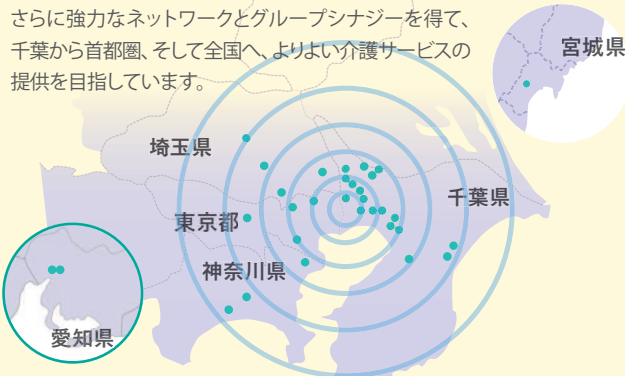 さらに強力なネットワークとグループシナジーを得て、
千葉から首都圏、そして全国へ、よりよい介護サービスの
提供を目指しています。
宮城県
埼玉県
千葉県
東京都
神奈川県
愛知県